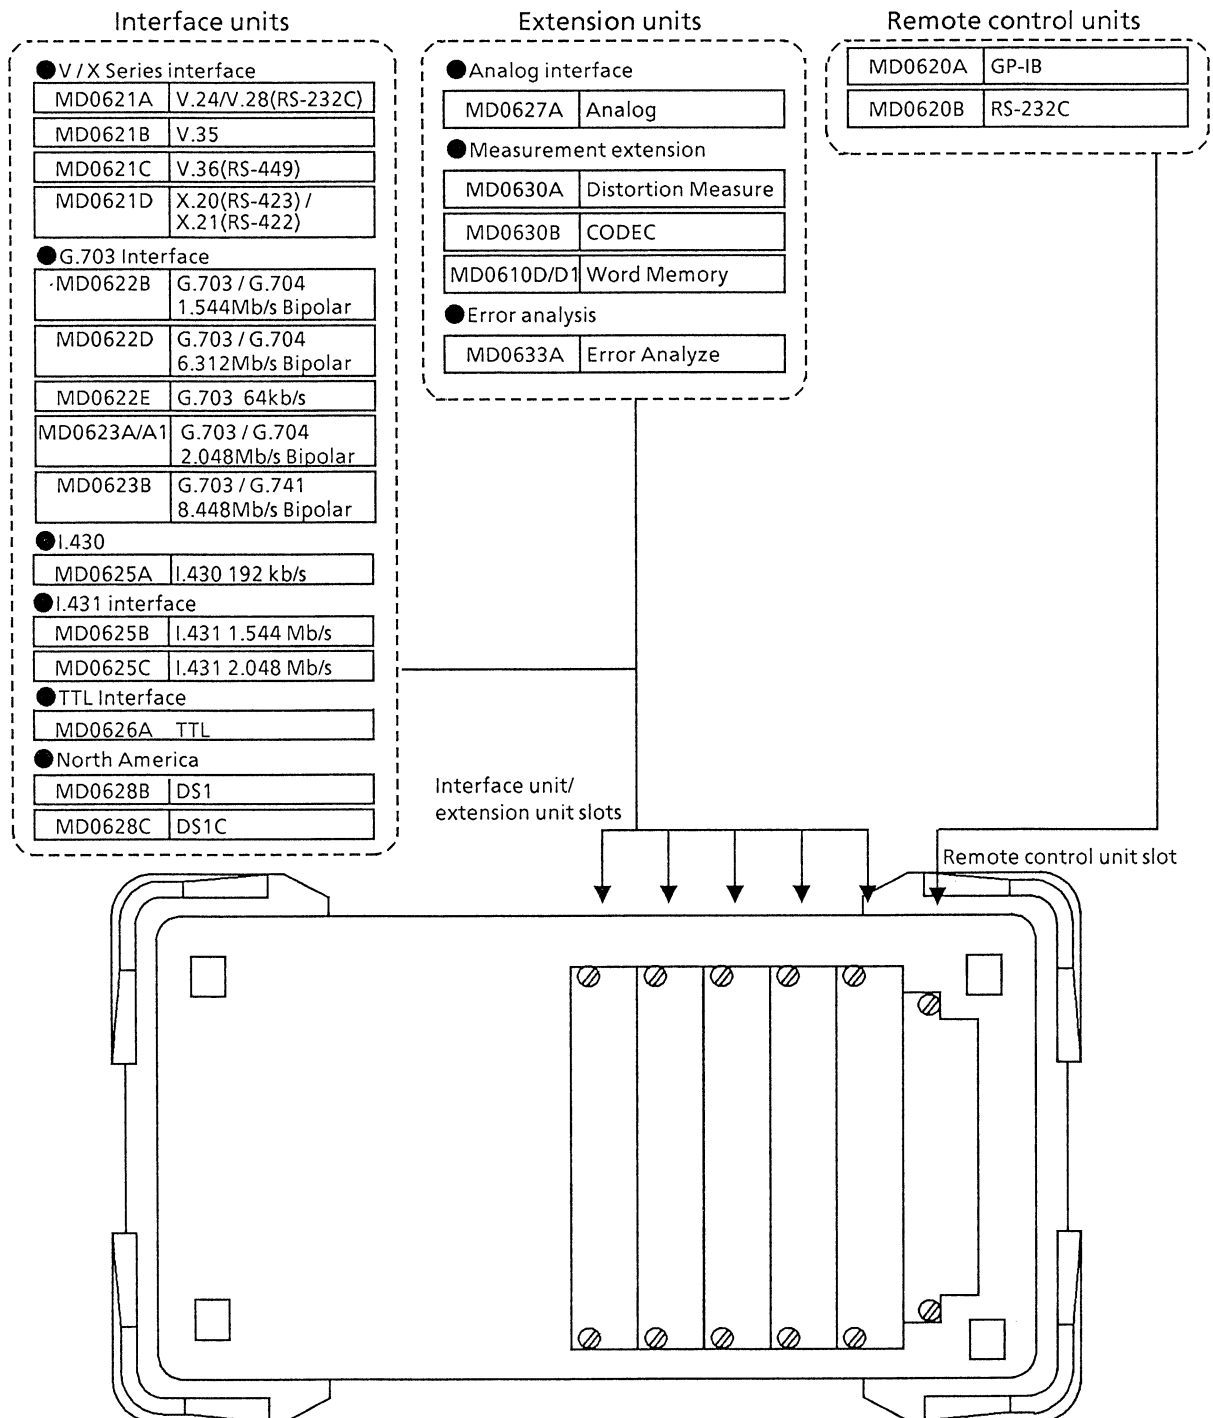 Interface units
●V / X Series interface
MD0621A V.24/V.28(RS-232C)
MD0621B V.35
MD0621C V.36(RS-449)
MD0621D X.20(RS-423) /
X.21(RS-422)
●G.703 Interface
MD0622B G.703 / G.704
1.544Mb/s Bipolar
MD0622D G.703 / G.704
6.312Mb/s Bipolar
MD0622E G.703 64kb/s
MD0623A/A1 G.703 / G.704
2.048Mb/s Bipolar
MD0623B G.703 / G.741
8.448Mb/s Bipolar
●I.430
MD0625A I.430 192 kb/s
●I.431 interface
MD0625B I.431 1.544 Mb/s
MD0625C I.431 2.048 Mb/s
●TTL Interface
MD0626A TTL
●North America
MD0628B DS1
MD0628C DS1C
Extension units
●Analog interface
MD0627A Analog
●Measurement extension
MD0630A Distortion Measure
MD0630B CODEC
MD0610D/D1 Word Memory
●Error analysis
MD0633A Error Analyze
Remote control units
MD0620A GP-IB
MD0620B RS-232C
Interface unit/
extension unit slots
Remote control unit slot